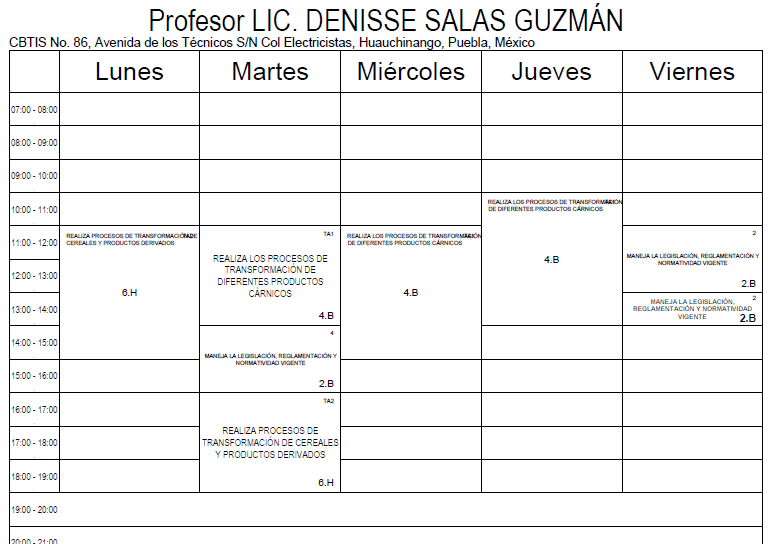 Profesor LIC. DENISSE SALAS GUZMÁN
CBTIS No. 86, Avenida de los Técnicos S/N Col Electricistas, Huauchinango, Puebla, México
Lunes Martes Miércoles Jueves Viernes
07:00 - 08:00
08:00 - 09:00
09:00 - 10:00
10:00 - 11:00
REALIZA LOS PROCESOS DE TRANSFORMACIÓN
DE DIFERENTES PRODUCTOS CÁRNICOS
4.B
11:00 - 12:00
REALIZA PROCESOS DE TRANSFORMACIÓN DE
CEREALES Y PRODUCTOS DERIVADOS
6.H
TA1
REALIZA LOS PROCESOS DE
TRANSFORMACIÓN DE
DIFERENTES PRODUCTOS
CÁRNICOS
4.B
REALIZA LOS PROCESOS DE TRANSFORMACIÓN
DE DIFERENTES PRODUCTOS CÁRNICOS
4.B
2
MANEJA LA LEGISLACIÓN, REGLAMENTACIÓN Y
NORMATIVIDAD VIGENTE
2.B
12:00 - 13:00
13:00 - 14:00
2
MANEJA LA LEGISLACIÓN,
REGLAMENTACIÓN Y NORMATIVIDAD
VIGENTE
2.B
14:00 - 15:00
4
MANEJA LA LEGISLACIÓN, REGLAMENTACIÓN Y
NORMATIVIDAD VIGENTE
2.B
15:00 - 16:00
16:00 - 17:00
TA2
REALIZA PROCESOS DE
TRANSFORMACIÓN DE CEREALES
Y PRODUCTOS DERIVADOS
6.H
17:00 - 18:00
18:00 - 19:00
19:00 - 20:00
20:00 - 21:00